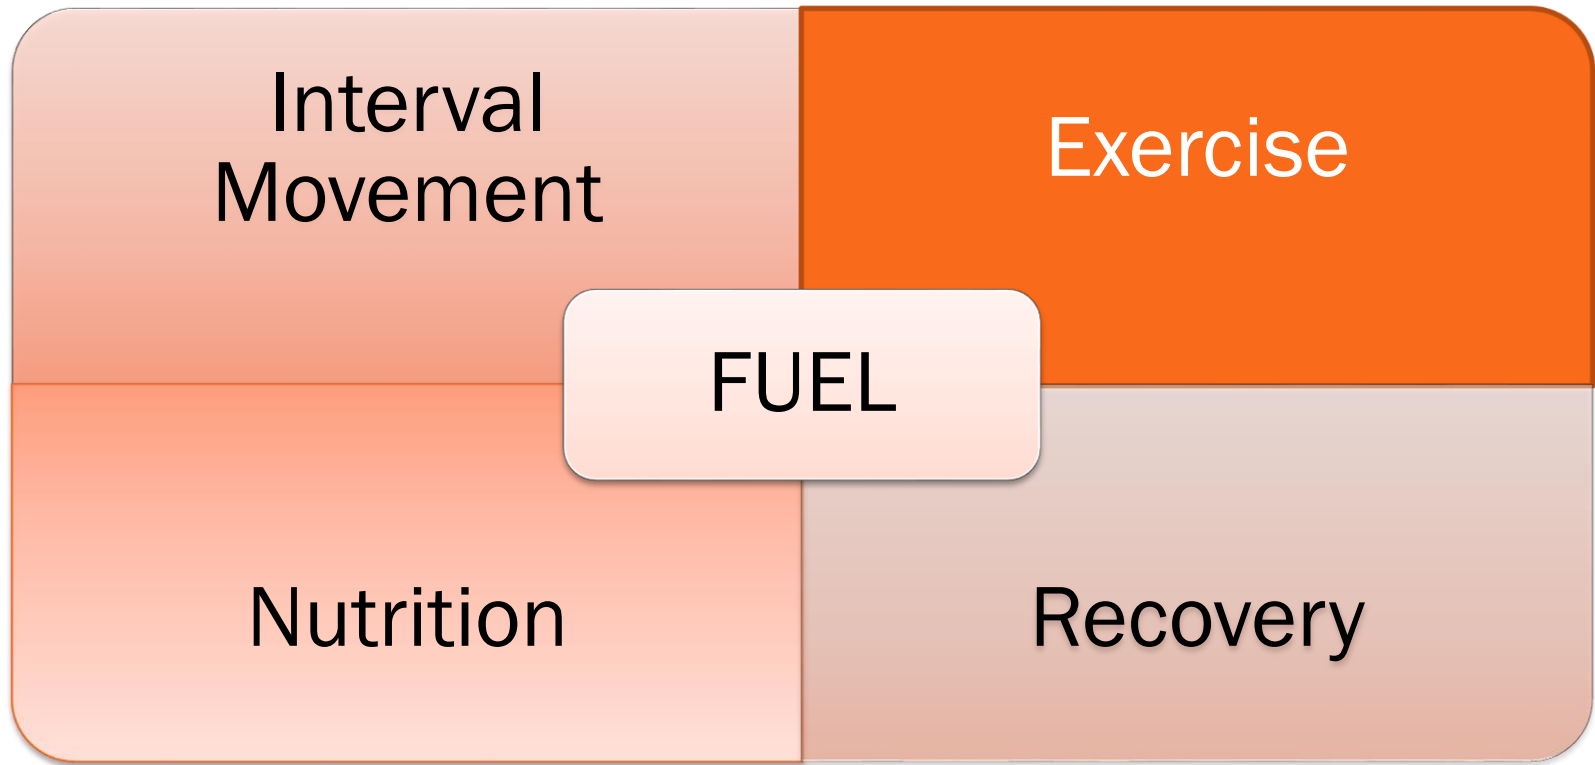 Interval
Movement
Exercise
FUEL
Nutrition
Recovery